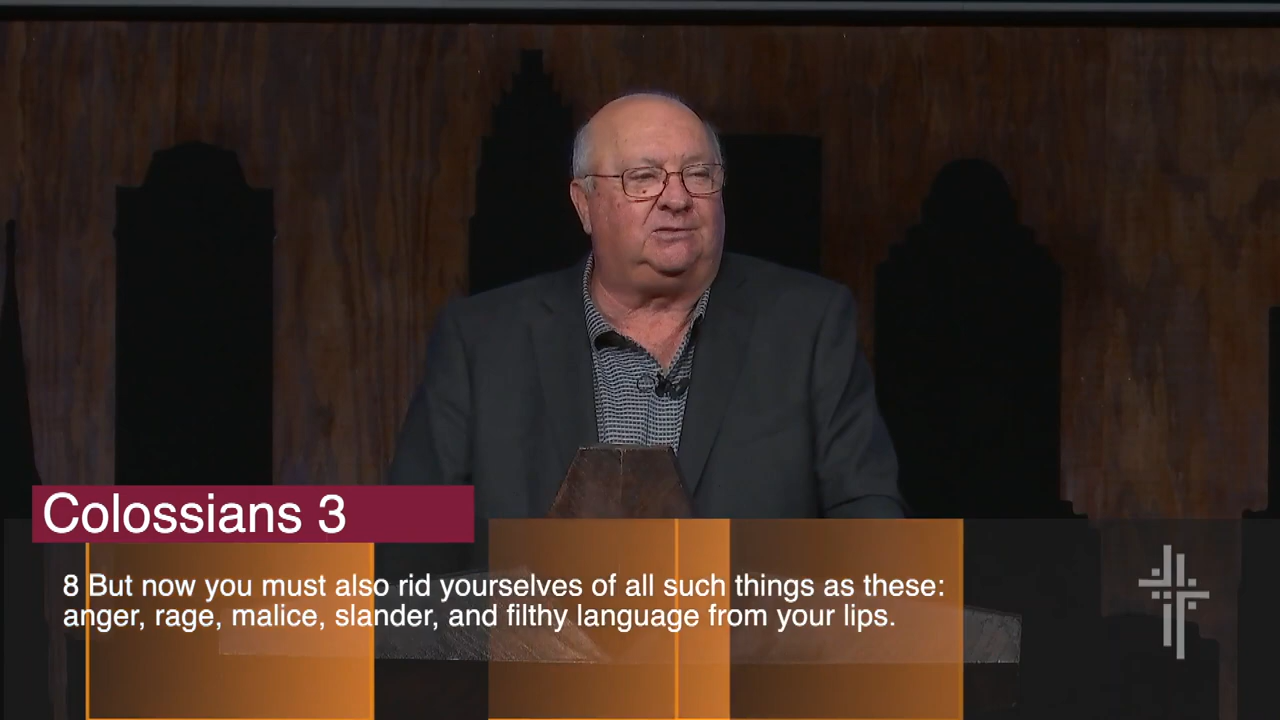 Colossians 3
8 But now you must also rid yourselves of all such things as these:
anger, rage, malice, slander, and filthy language from your lips.